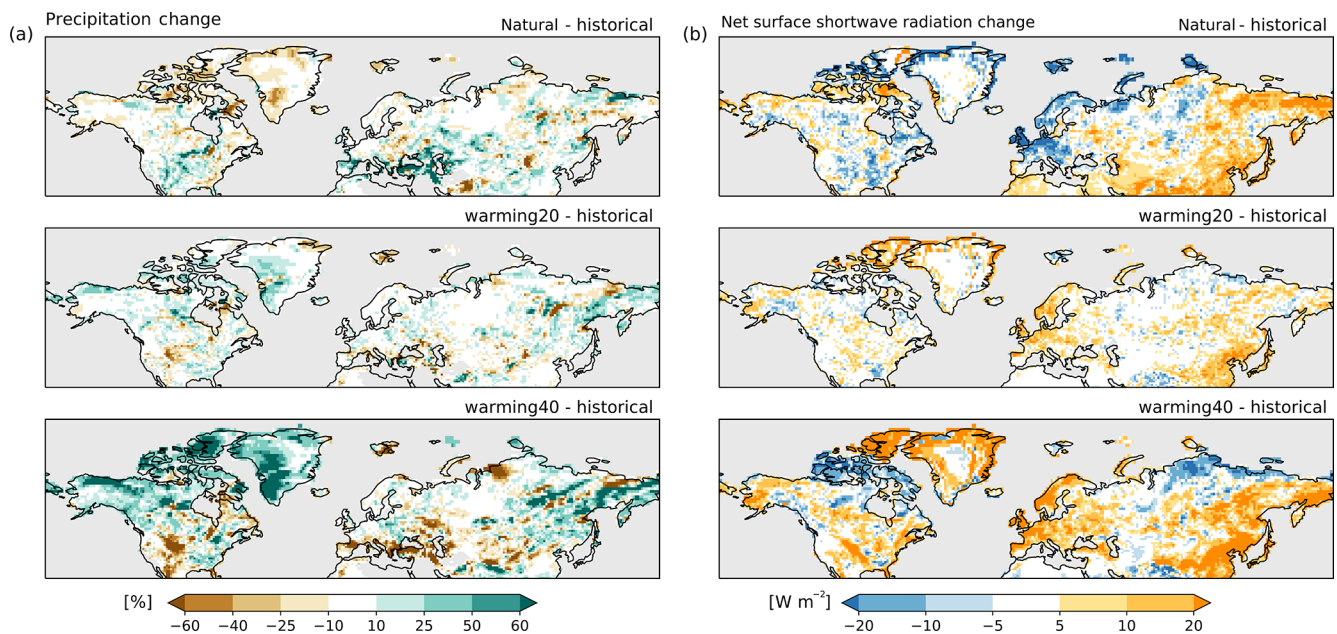 (a) Precipitation change Natural - historical
(b) Net surface shortwave radiation change Natural - historical
warming20 - historical warming20 - historical
warming40 - historical warming40 - historical
[%] −60 −40 −25 −10 10 25 50 60
[W m⁻²] −20 −10 −5 5 10 20